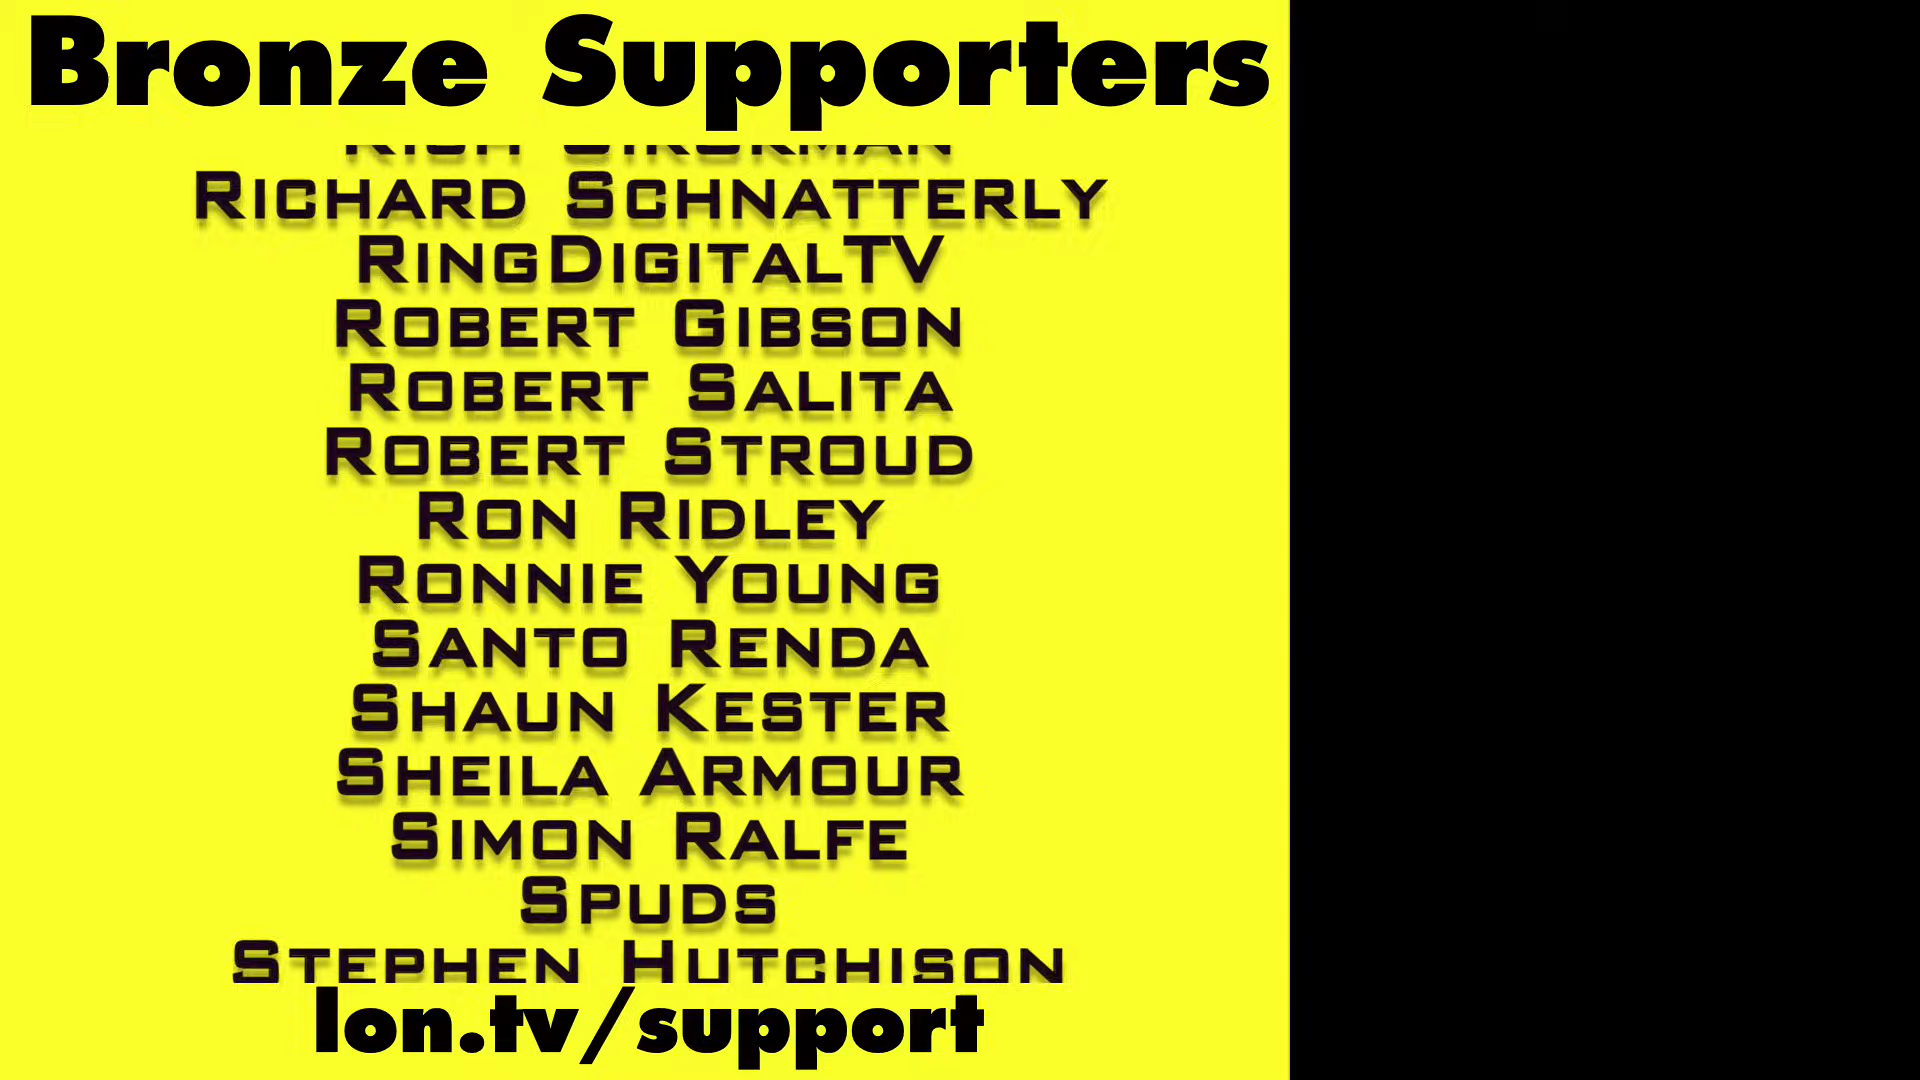 Bronze Supporters
Richard Schnatterly
RingDigitalTV
Robert Gibson
Robert Salita
Robert Stroud
Ron Ridley
Ronnie Young
Santo Renda
Shaun Kester
Sheila Armour
Simon Ralfe
Spuds
Stephen Hutchison
lon.tv/support